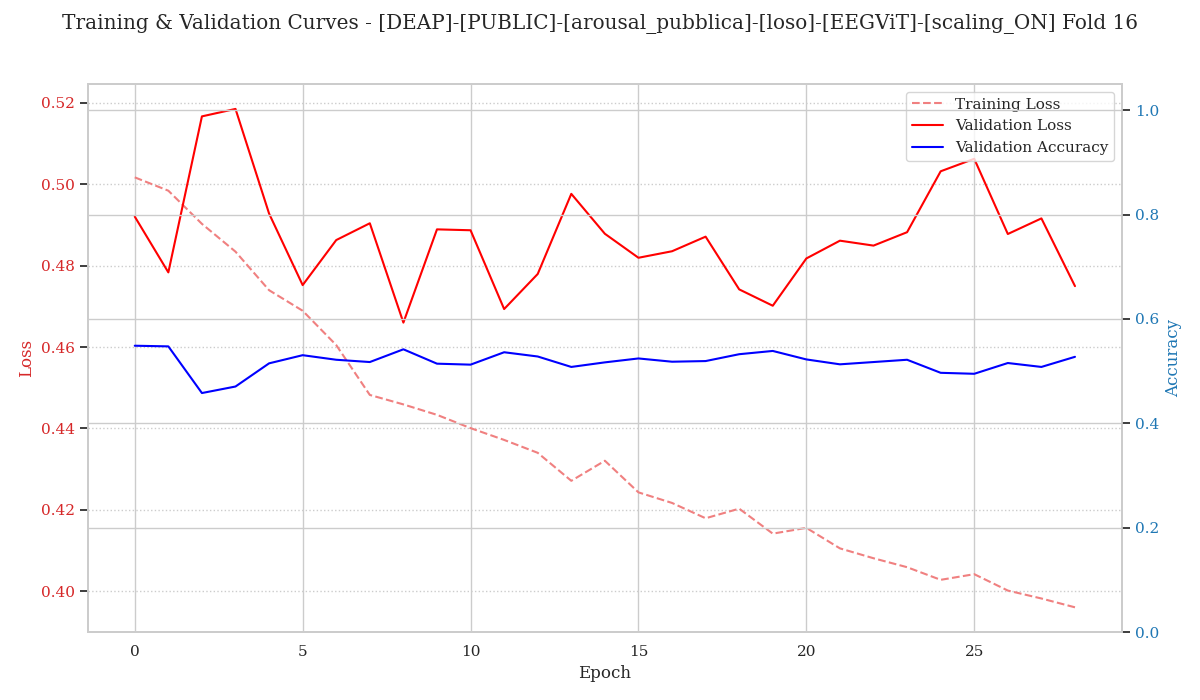 Training & Validation Curves - [DEAP]-[PUBLIC]-[arousal_pubblica]-[loso]-[EEGViT]-[scaling_ON] Fold 16
Training Loss
Validation Loss
Validation Accuracy
0.52
0.50
0.48
0.46
0.44
0.42
0.40
Loss
1.0
0.8
0.6
0.4
0.2
0.0
Accuracy
0
5
10
15
20
25
Epoch